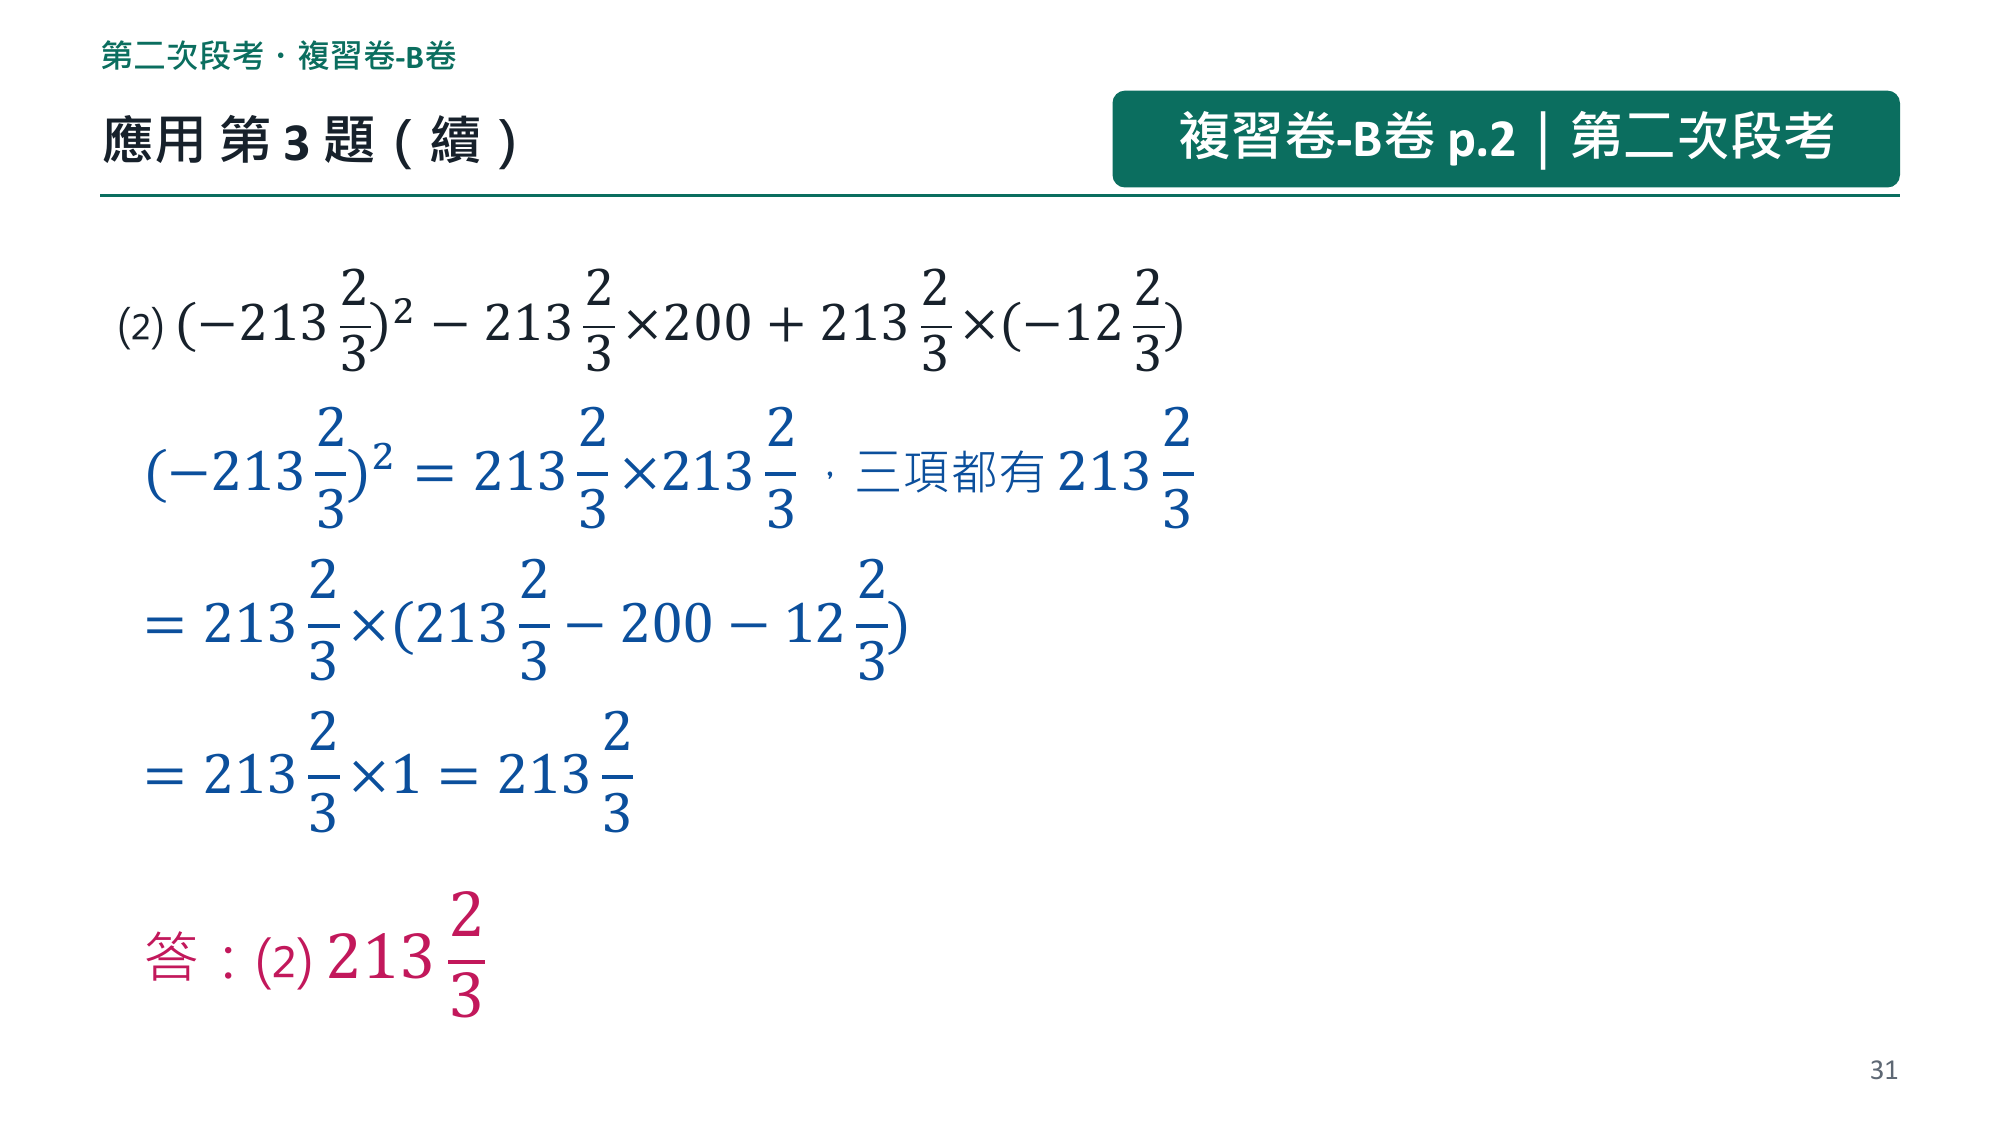 第二次段考・複習卷-B卷
應用 第 3 題（續）
複習卷-B卷 p.2｜第二次段考
(2) (−213 2/3)² − 213 2/3 ×200 + 213 2/3 ×(−12 2/3)
(−213 2/3)² = 213 2/3 ×213 2/3，三項都有 213 2/3
= 213 2/3 ×(213 2/3 − 200 − 12 2/3)
= 213 2/3 ×1 = 213 2/3
答：(2) 213 2/3
31